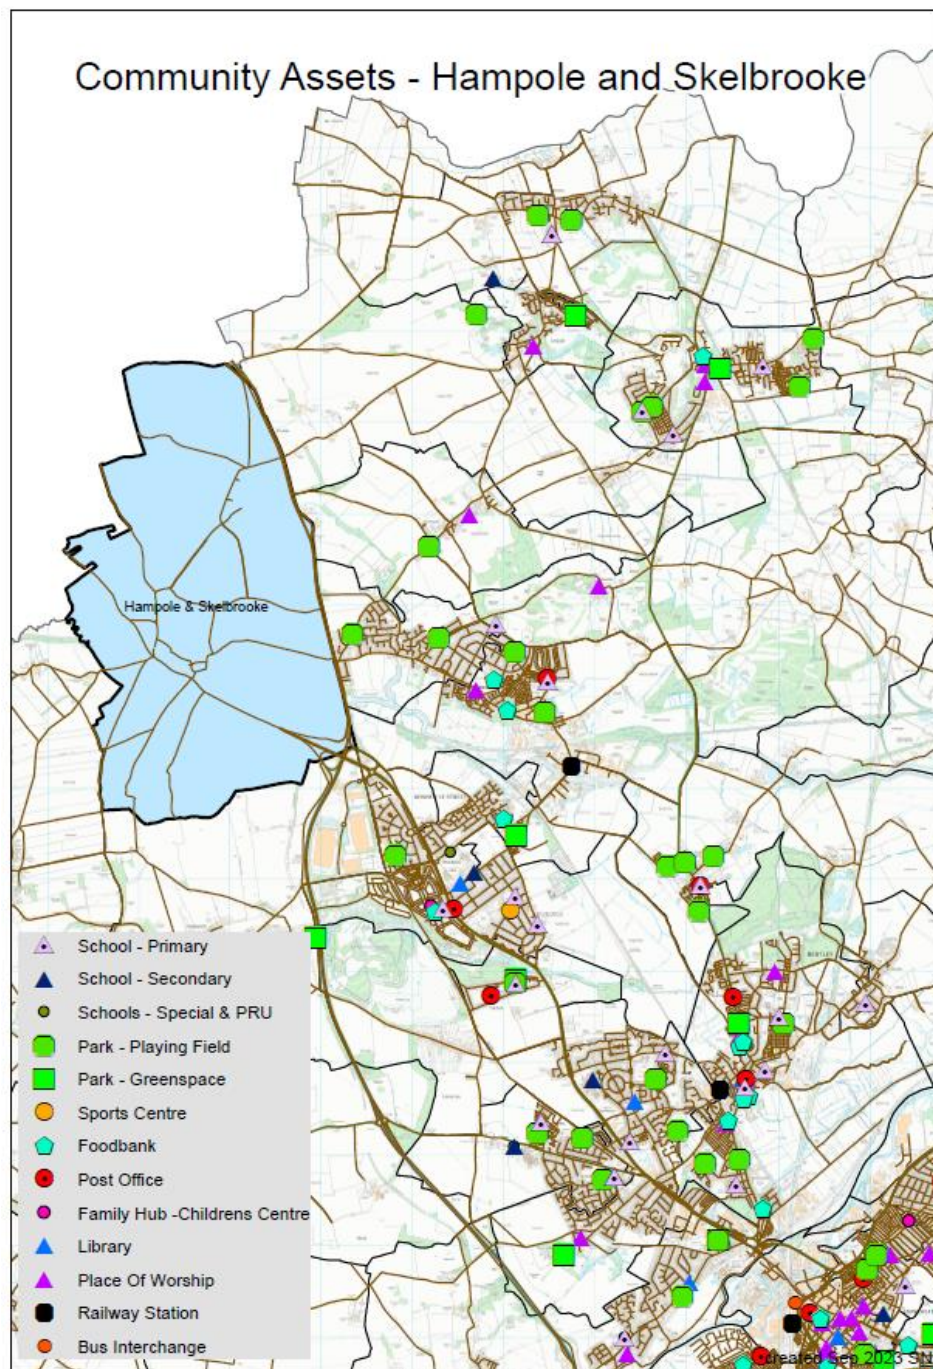 Community Assets - Hampole and Skelbrooke
Hampole & Skelbrooke
BENTLEY
School - Primary
School - Secondary
Schools - Special & PRU
Park - Playing Field
Park - Greenspace
Sports Centre
Foodbank
Post Office
Family Hub -Childrens Centre
Library
Place Of Worship
Railway Station
Bus Interchange
created Sep 2023 SN